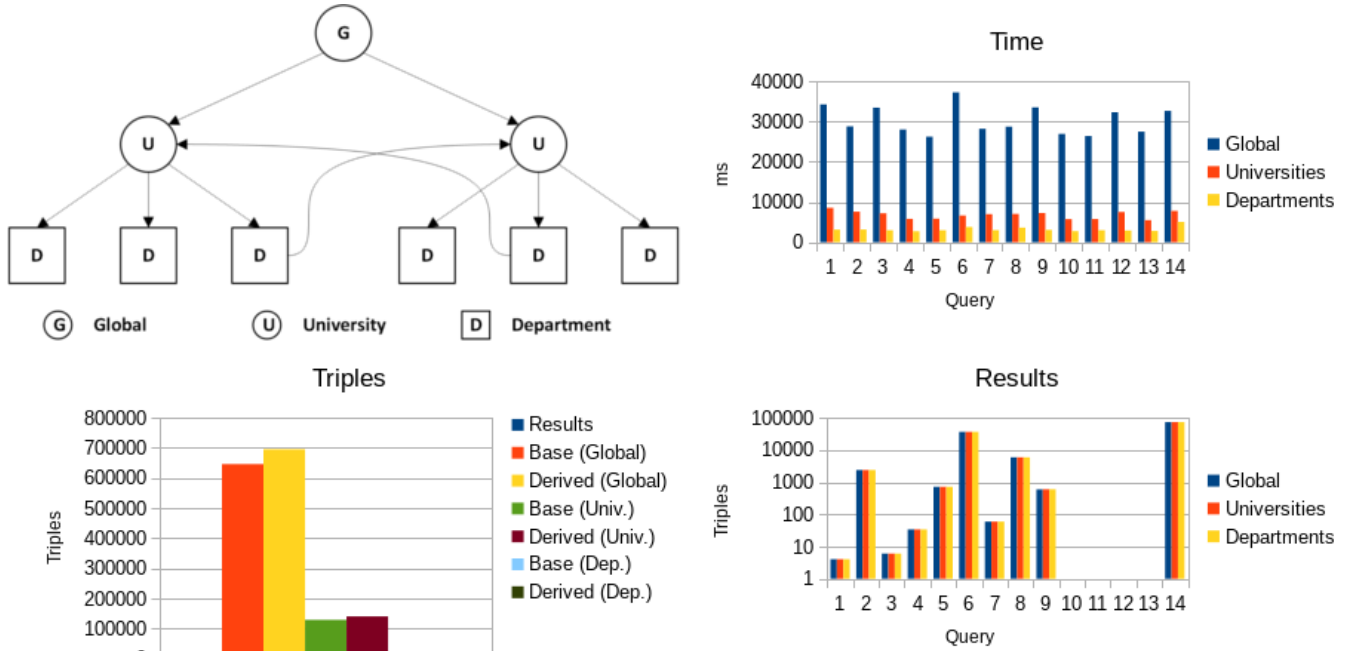 G
U
U
D
D
D
D
D
D
G Global
U University
D Department
Time
40000
30000
20000
10000
0
ms
1 2 3 4 5 6 7 8 9 10 11 12 13 14
Query
Global
Universities
Departments
Triples
800000
700000
600000
500000
400000
300000
200000
100000
Triples
Results
Base (Global)
Derived (Global)
Base (Univ.)
Derived (Univ.)
Base (Dep.)
Derived (Dep.)
Results
100000
10000
1000
100
10
1
Triples
1 2 3 4 5 6 7 8 9 10 11 12 13 14
Query
Global
Universities
Departments